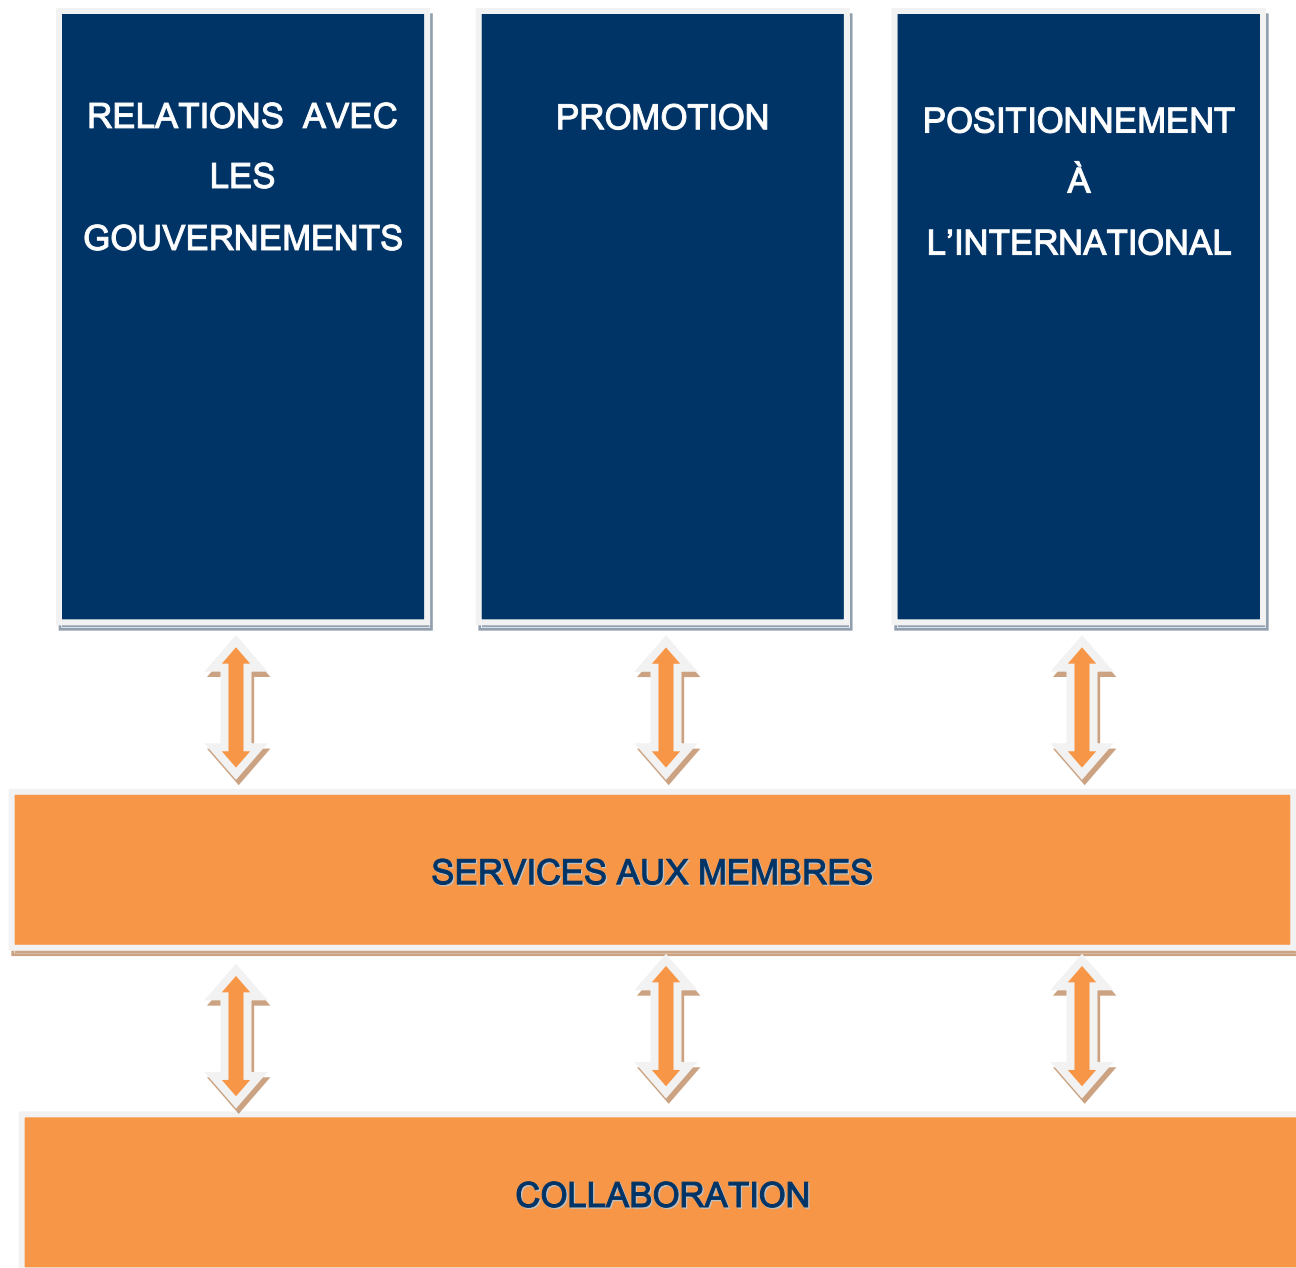 RELATIONS AVEC
LES
GOUVERNEMENTS
PROMOTION
POSITIONNEMENT
À
L’INTERNATIONAL
SERVICES AUX MEMBRES
COLLABORATION